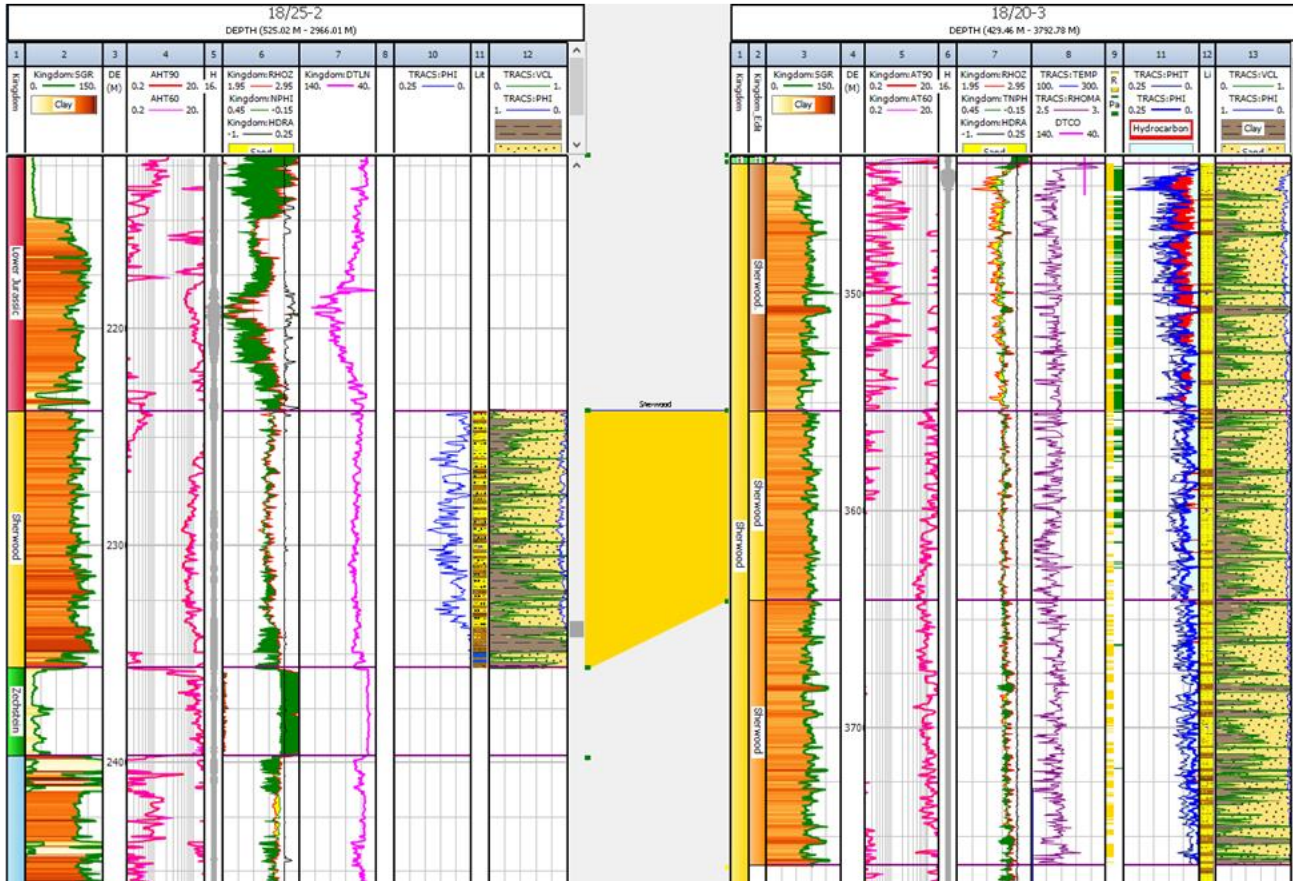 18/25-2
DEPTH (525.02 M - 2966.01 M)
1 2 3 4 5 6 7 8 10 11 12
Kingdom
Kingdom:SGR
0. 150.
Clay
DE
(M)
AHT90
0.2 20.
AHT60
0.2 20.
H
16.
Kingdom:RHOZ
1.95 2.95
Kingdom:NPHI
0.45 -0.15
Kingdom:HDRA
-1. 0.25
Sand
Kingdom:DTLN
140. 40.
TRACS:PHI
0.25 0.
Lit
TRACS:VCL
0. 1.
TRACS:PHI
1. 0.
Lower Jurassic
Sherwood
Zechstein
220
230
240
Sherwood
18/20-3
DEPTH (429.46 M - 3792.78 M)
1 2 3 4 5 6 7 8 9 11 12 13
Kingdom
Kingdom_Edit
Kingdom:SGR
0. 150.
Clay
DE
(M)
Kingdom:AT90
0.2 20.
Kingdom:AT60
0.2 20.
H
Kingdom:RHOZ
1.95 2.95
Kingdom:TNPH
0.45 -0.15
Kingdom:HDRA
-1. 0.25
Sand
TRACS:TEMP
100. 300.
TRACS:RHOMA
2.5 3.
DTCO
140. 40.
R
Pa
TRACS:PHIT
0.25 0.
TRACS:PHI
0.25 0.
Hydrocarbon
Li
TRACS:VCL
0. 1.
TRACS:PHI
1. 0.
Clay
Sand
Sherwood
Sherwood
Sherwood
Sherwood
350
360
370